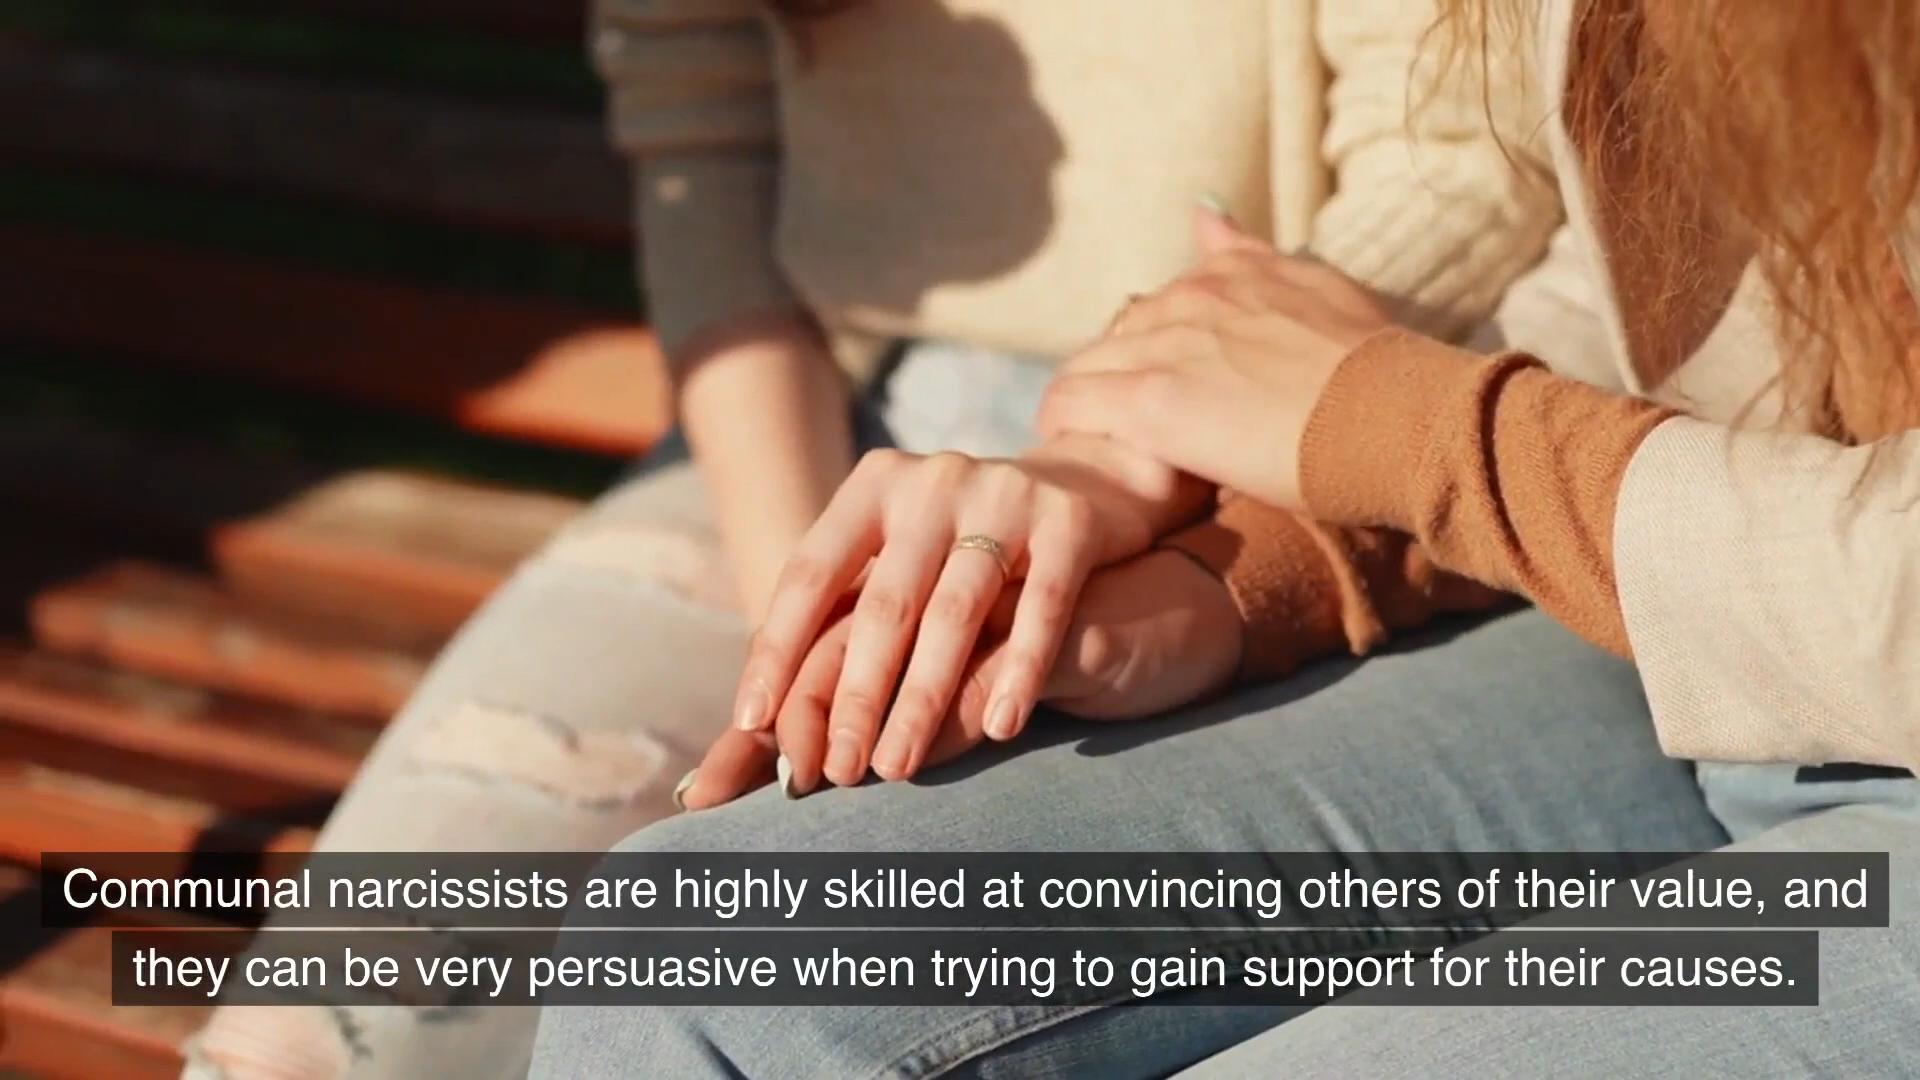 Communal narcissists are highly skilled at convincing others of their value, and
they can be very persuasive when trying to gain support for their causes.